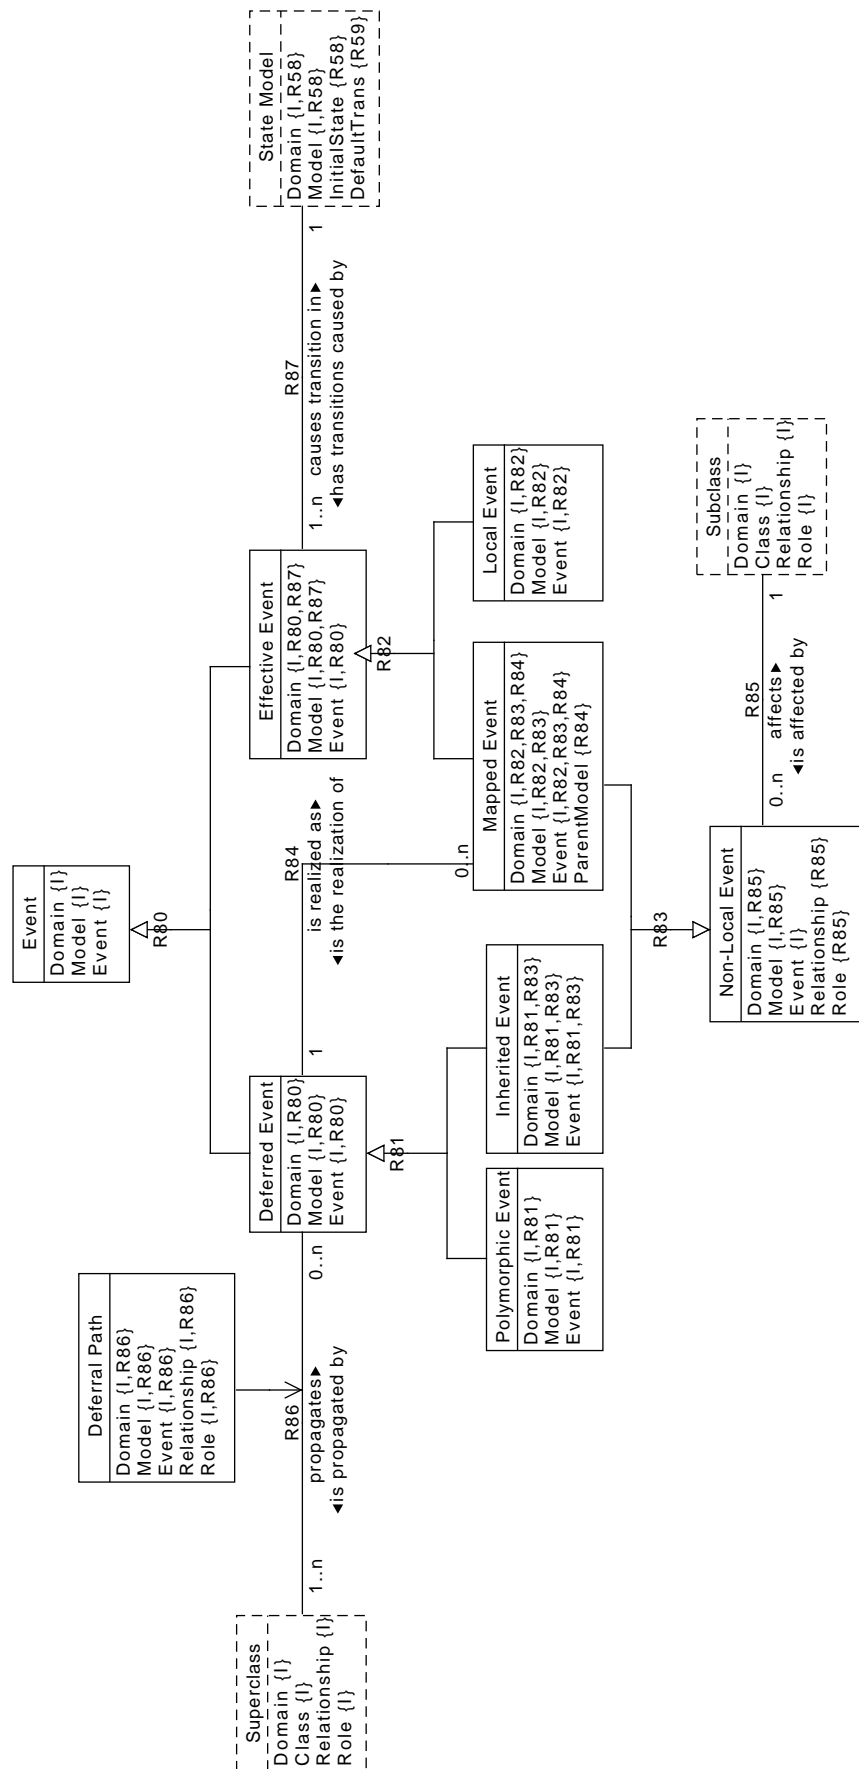 Event
Domain {I}
Model {I}
Event {I}
R80
Superclass
Domain {I}
Class {I}
Relationship {I}
Role {I}
1..n
R86
propagates►
◄is propagated by
0..n
Deferral Path
Domain {I,R86}
Model {I,R86}
Event {I,R86}
Relationship {I,R86}
Role {I,R86}
Deferred Event
Domain {I,R80}
Model {I,R80}
Event {I,R80}
1
R84
is realized as►
◄is the realization of
0..n
Effective Event
Domain {I,R80,R87}
Model {I,R80,R87}
Event {I,R80}
1..n
R87
causes transition in►
◄has transitions caused by
1
State Model
Domain {I,R58}
Model {I,R58}
InitialState {R58}
DefaultTrans {R59}
R81
R82
Polymorphic Event
Domain {I,R81}
Model {I,R81}
Event {I,R81}
Inherited Event
Domain {I,R81,R83}
Model {I,R81,R83}
Event {I,R81,R83}
Mapped Event
Domain {I,R82,R83,R84}
Model {I,R82,R83}
Event {I,R82,R83,R84}
ParentModel {R84}
Local Event
Domain {I,R82}
Model {I,R82}
Event {I,R82}
R83
Non-Local Event
Domain {I,R85}
Model {I,R85}
Event {I}
Relationship {R85}
Role {R85}
0..n
R85
affects►
◄is affected by
1
Subclass
Domain {I}
Class {I}
Relationship {I}
Role {I}